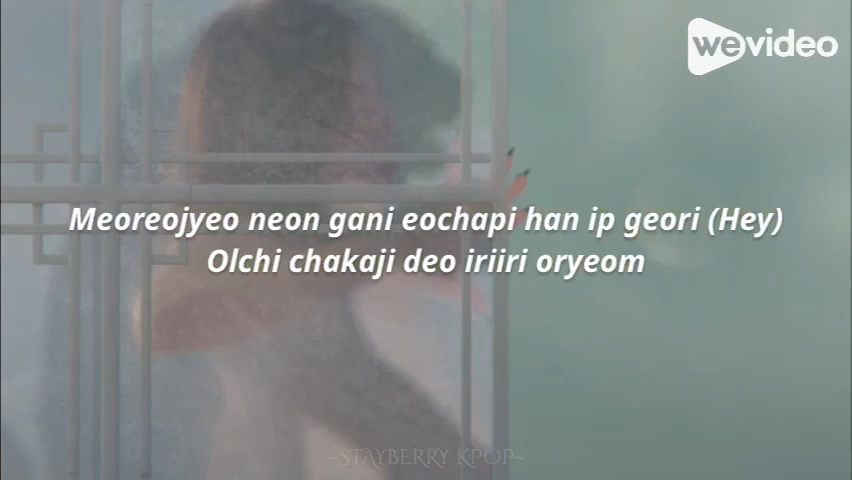 wevideo
Meoreojyeo neon gani eochapi han ip geori (Hey)
Olchi chakaji deo iriiri oryeom
~STAYBERRY KPOP~